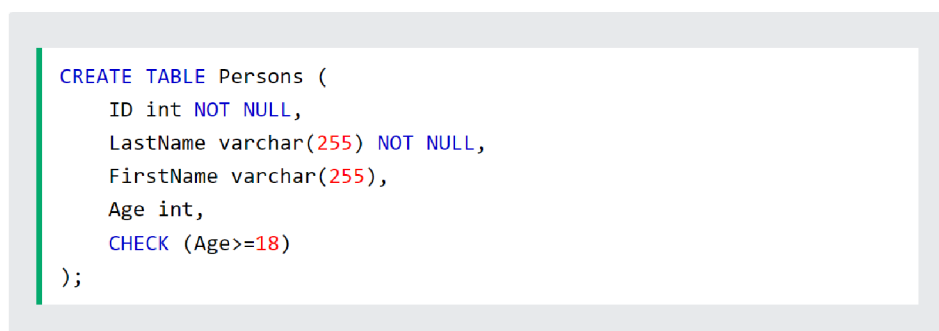 CREATE TABLE Persons (
    ID int NOT NULL,
    LastName varchar(255) NOT NULL,
    FirstName varchar(255),
    Age int,
    CHECK (Age>=18)
);